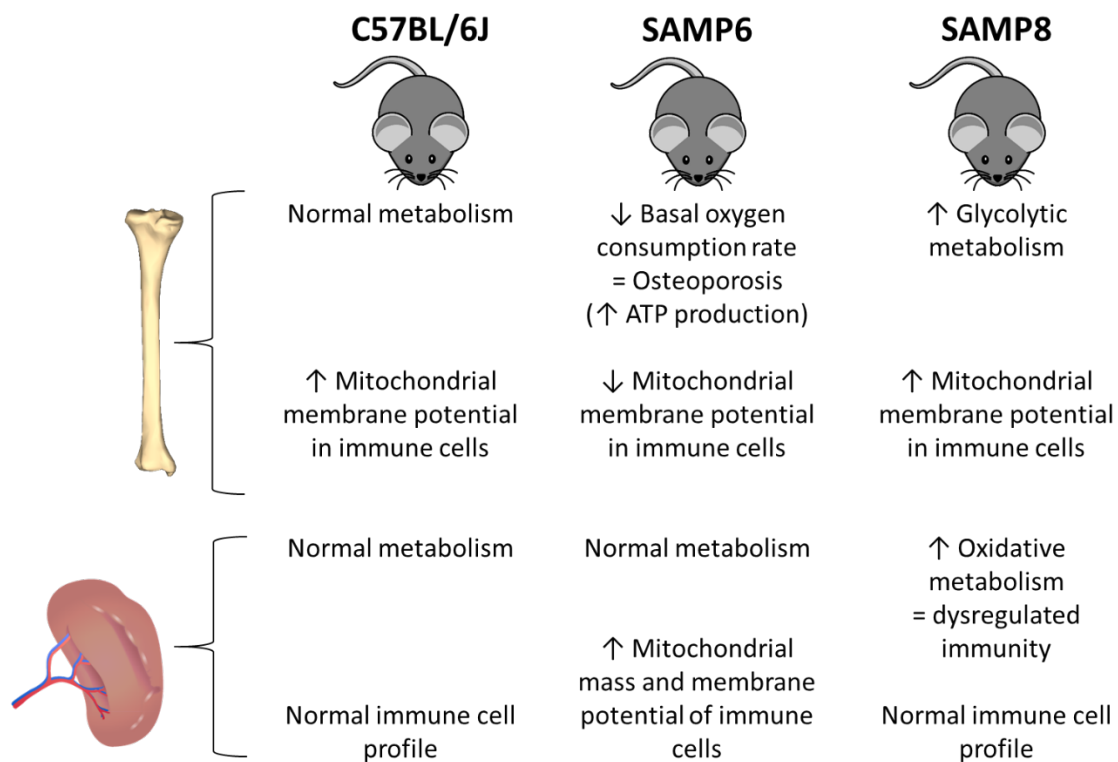 C57BL/6J
SAMP6
SAMP8
Normal metabolism
↓ Basal oxygen
consumption rate
= Osteoporosis
(↑ ATP production)
↑ Glycolytic
metabolism
↑ Mitochondrial
membrane potential
in immune cells
↓ Mitochondrial
membrane potential
in immune cells
↑ Mitochondrial
membrane potential
in immune cells
Normal metabolism
Normal metabolism
↑ Oxidative
metabolism
= dysregulated
immunity
Normal immune cell
profile
↑ Mitochondrial
mass and membrane
potential of immune
cells
Normal immune cell
profile